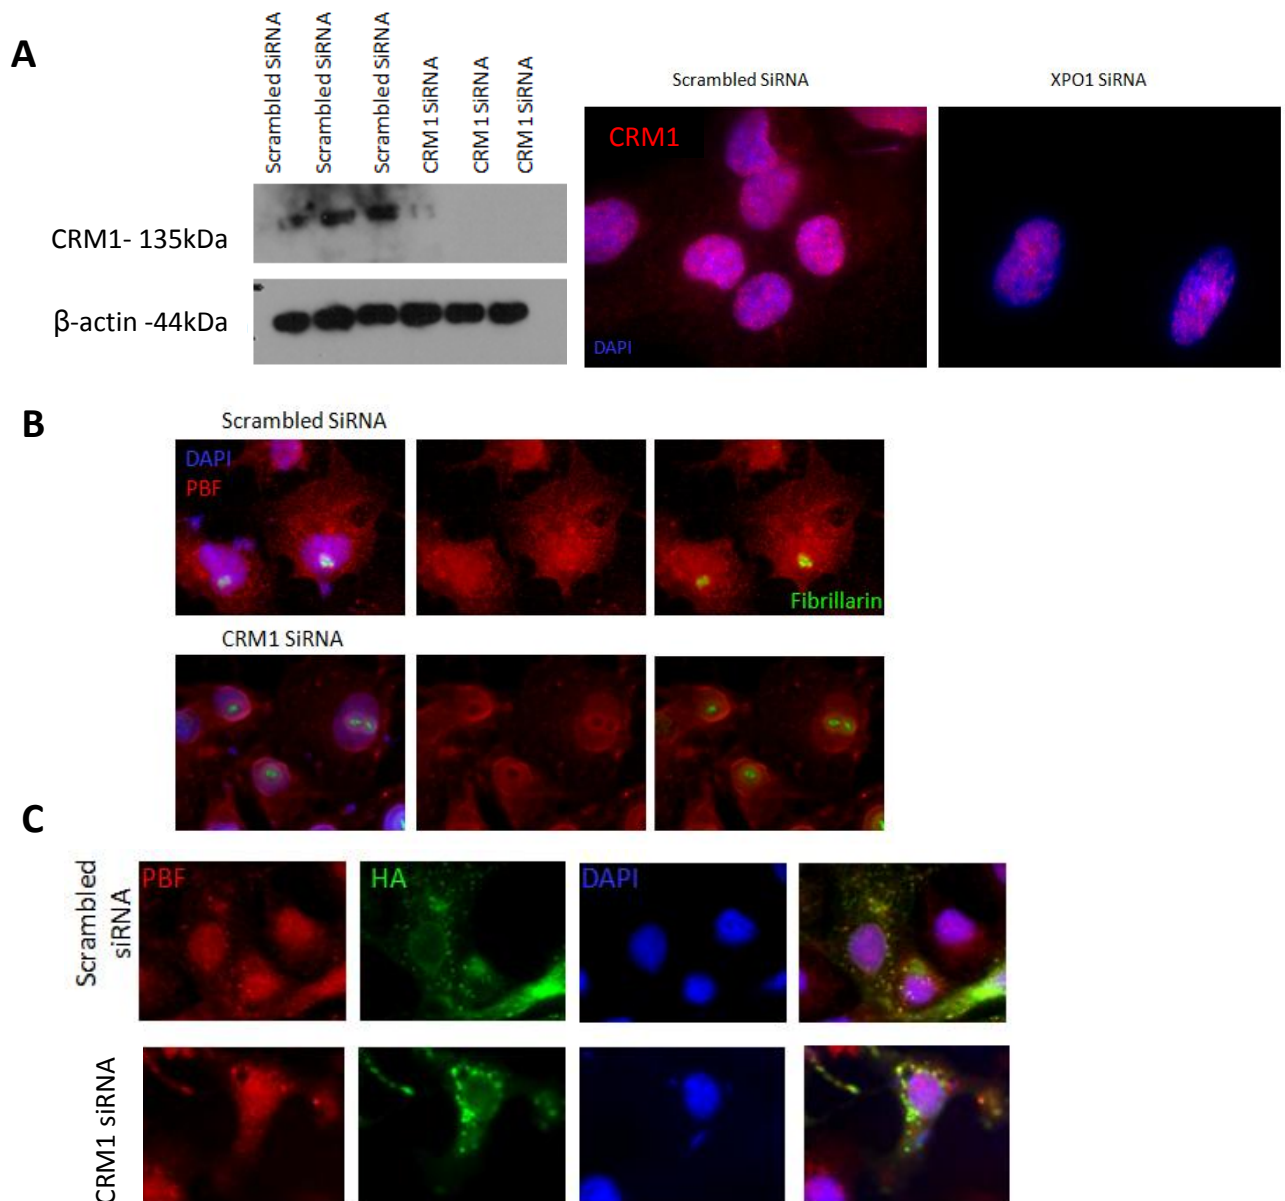 A
Scrambled SiRNA
Scrambled SiRNA
Scrambled SiRNA
CRM1 SiRNA
CRM1 SiRNA
CRM1 SiRNA
CRM1- 135kDa
β-actin -44kDa
Scrambled SiRNA
XPO1 SiRNA
CRM1
DAPI
B
Scrambled SiRNA
DAPI
PBF
Fibrillarin
CRM1 SiRNA
C
Scrambled
siRNA
PBF
HA
DAPI
CRM1 siRNA